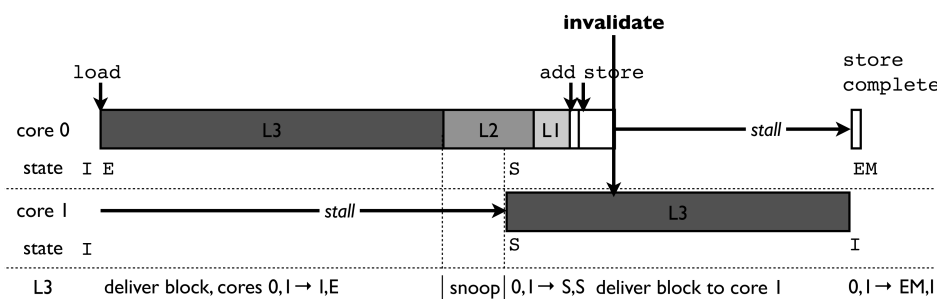 invalidate
load
add
store
store
complete
core 0
L3
L2
L1
stall
state
I
E
S
EM
core 1
stall
L3
state
I
S
I
L3
deliver block, cores 0,1→ I,E
snoop
0,1→ S,S
deliver block to core 1
0,1→ EM,I